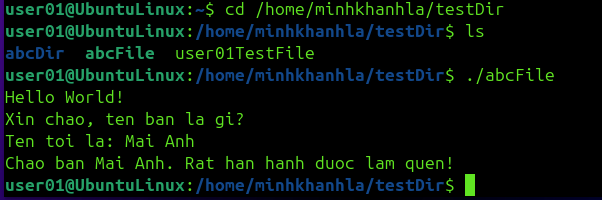 user01@UbuntuLinux:~$ cd /home/minhkhanhla/testDir
user01@UbuntuLinux:/home/minhkhanhla/testDir$ ls
abcDir  abcFile  user01TestFile
user01@UbuntuLinux:/home/minhkhanhla/testDir$ ./abcFile
Hello World!
Xin chao, ten ban la gi?
Ten toi la: Mai Anh
Chao ban Mai Anh. Rat han hanh duoc lam quen!
user01@UbuntuLinux:/home/minhkhanhla/testDir$